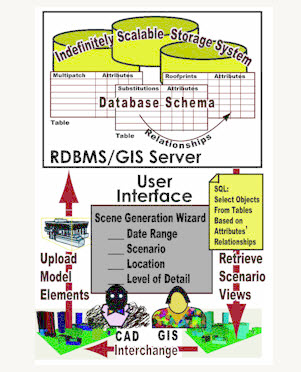 Indefinitely Scalable Storage System
Multipatch Attributes Roofprints Attributes
Substitutions Attributes
Database Schema
Table
Relationships
Table
RDBMS/GIS Server
User
Interface
SQL:
Select Objects
From Tables
Based on
Attributes'
Relationships
Scene Generation Wizard
___ Date Range
___ Scenario
___ Location
___ Level of Detail
Upload
Model
Elements
Retrieve
Scenario
Views
CAD GIS
Interchange